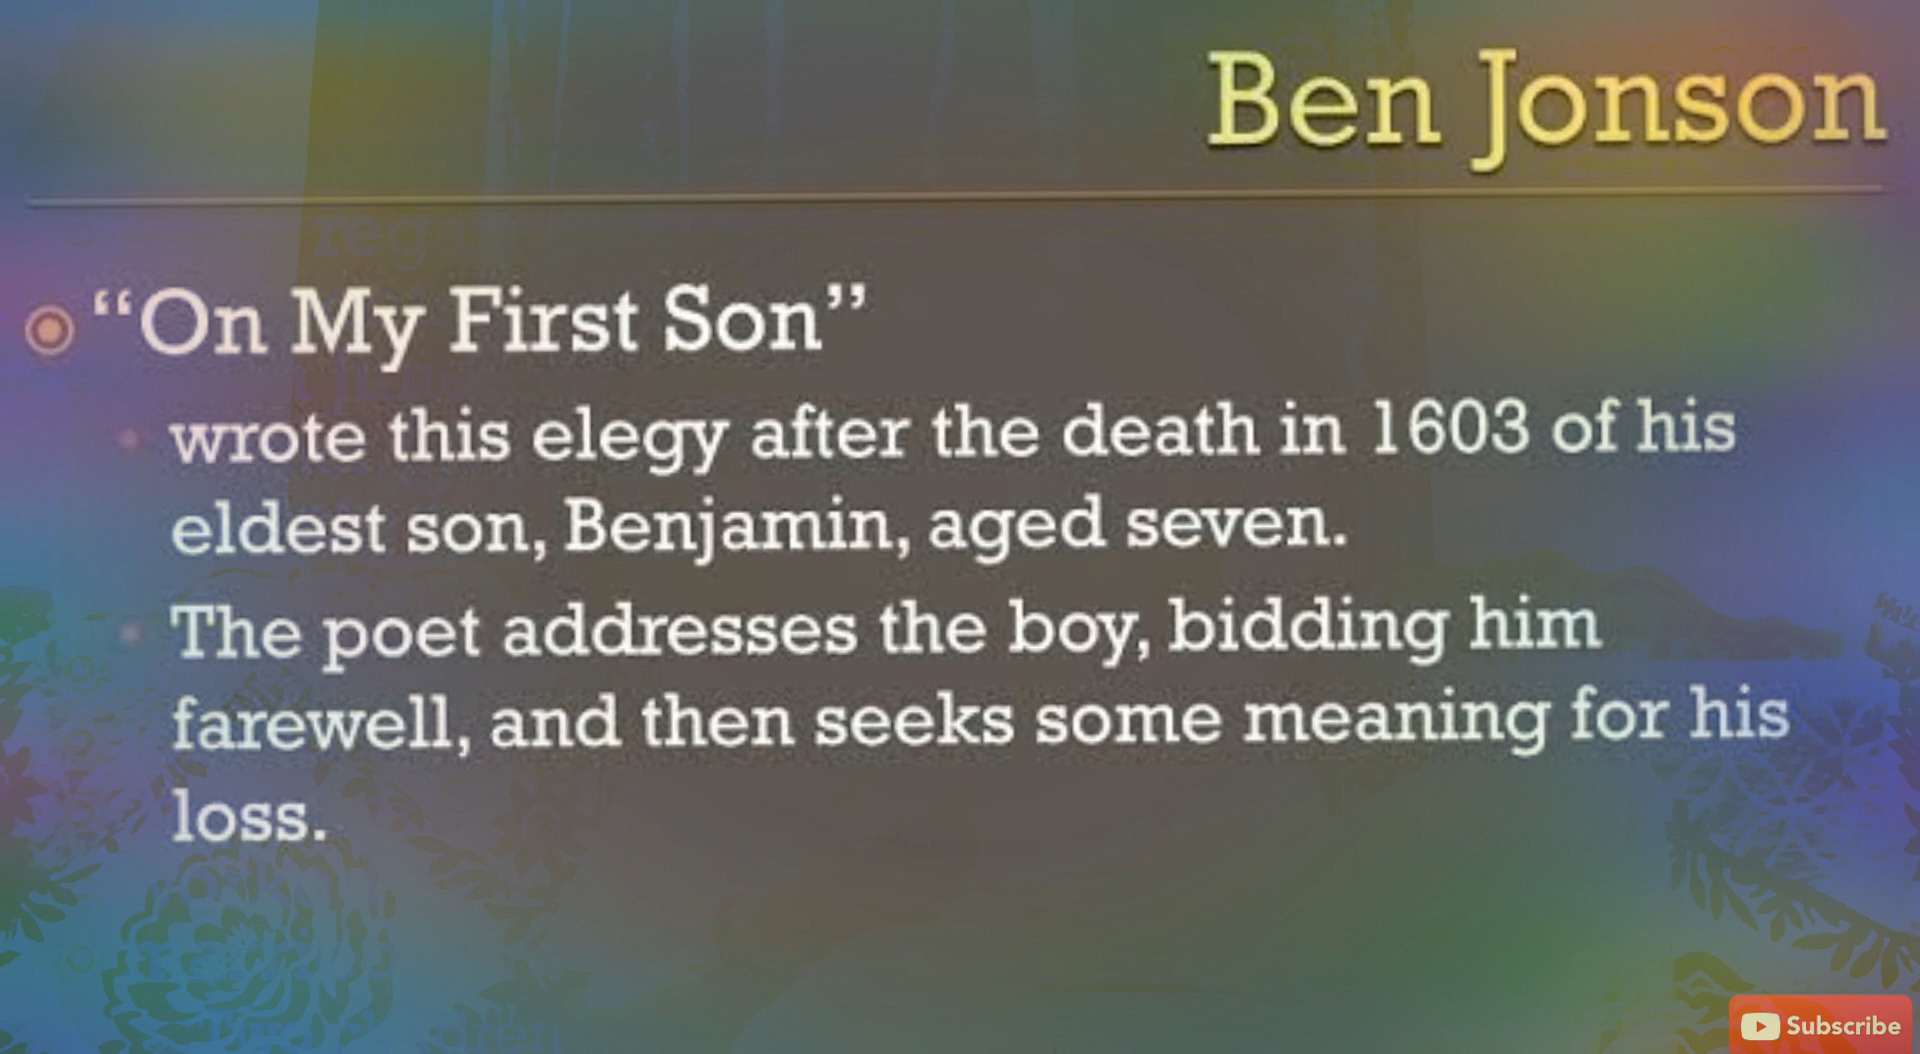 Ben Jonson
“On My First Son”
wrote this elegy after the death in 1603 of his
eldest son, Benjamin, aged seven.
The poet addresses the boy, bidding him
farewell, and then seeks some meaning for his
loss.
Subscribe